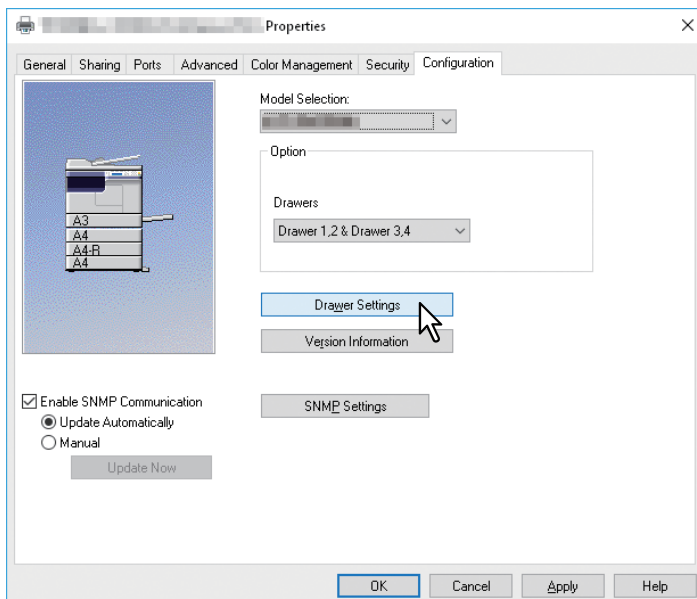 Properties
General Sharing Ports Advanced Color Management Security Configuration
Model Selection:
Option
Drawers
Drawer 1,2 & Drawer 3,4
A3
A4
A4-R
A4
Drawer Settings
Version Information
Enable SNMP Communication
SNMP Settings
Update Automatically
Manual
Update Now
OK Cancel Apply Help